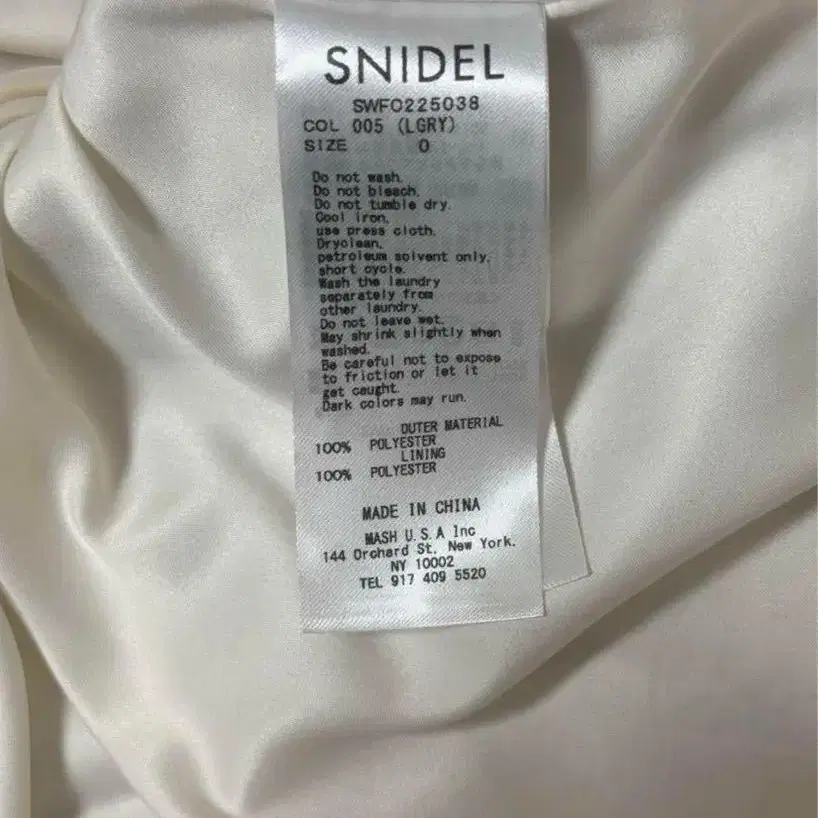 SNIDEL
SWFO225038
COL 005 (LGRY)
SIZE 0
Do not wash.
Do not bleach.
Do not tumble dry.
Cool iron,
use press cloth.
Dryclean,
petroleum solvent only,
short cycle.
Wash the laundry
separately from
other laundry.
Do not leave wet.
May shrink slightly when
washed.
Be careful not to expose
to friction or let it
get caught.
Dark colors may run.
OUTER MATERIAL
100% POLYESTER
LINING
100% POLYESTER
MADE IN CHINA
MASH U.S.A Inc
144 Orchard St. New York.
NY 10002
TEL 917 409 5520